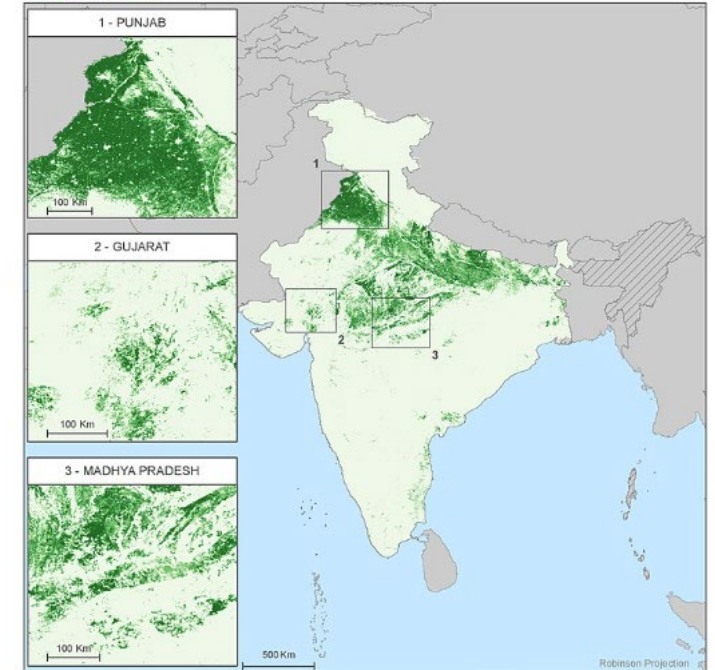 1 - PUNJAB
100 Km
2 - GUJARAT
100 Km
3 - MADHYA PRADESH
100 Km
1
2
3
500 Km
Robinson Projection